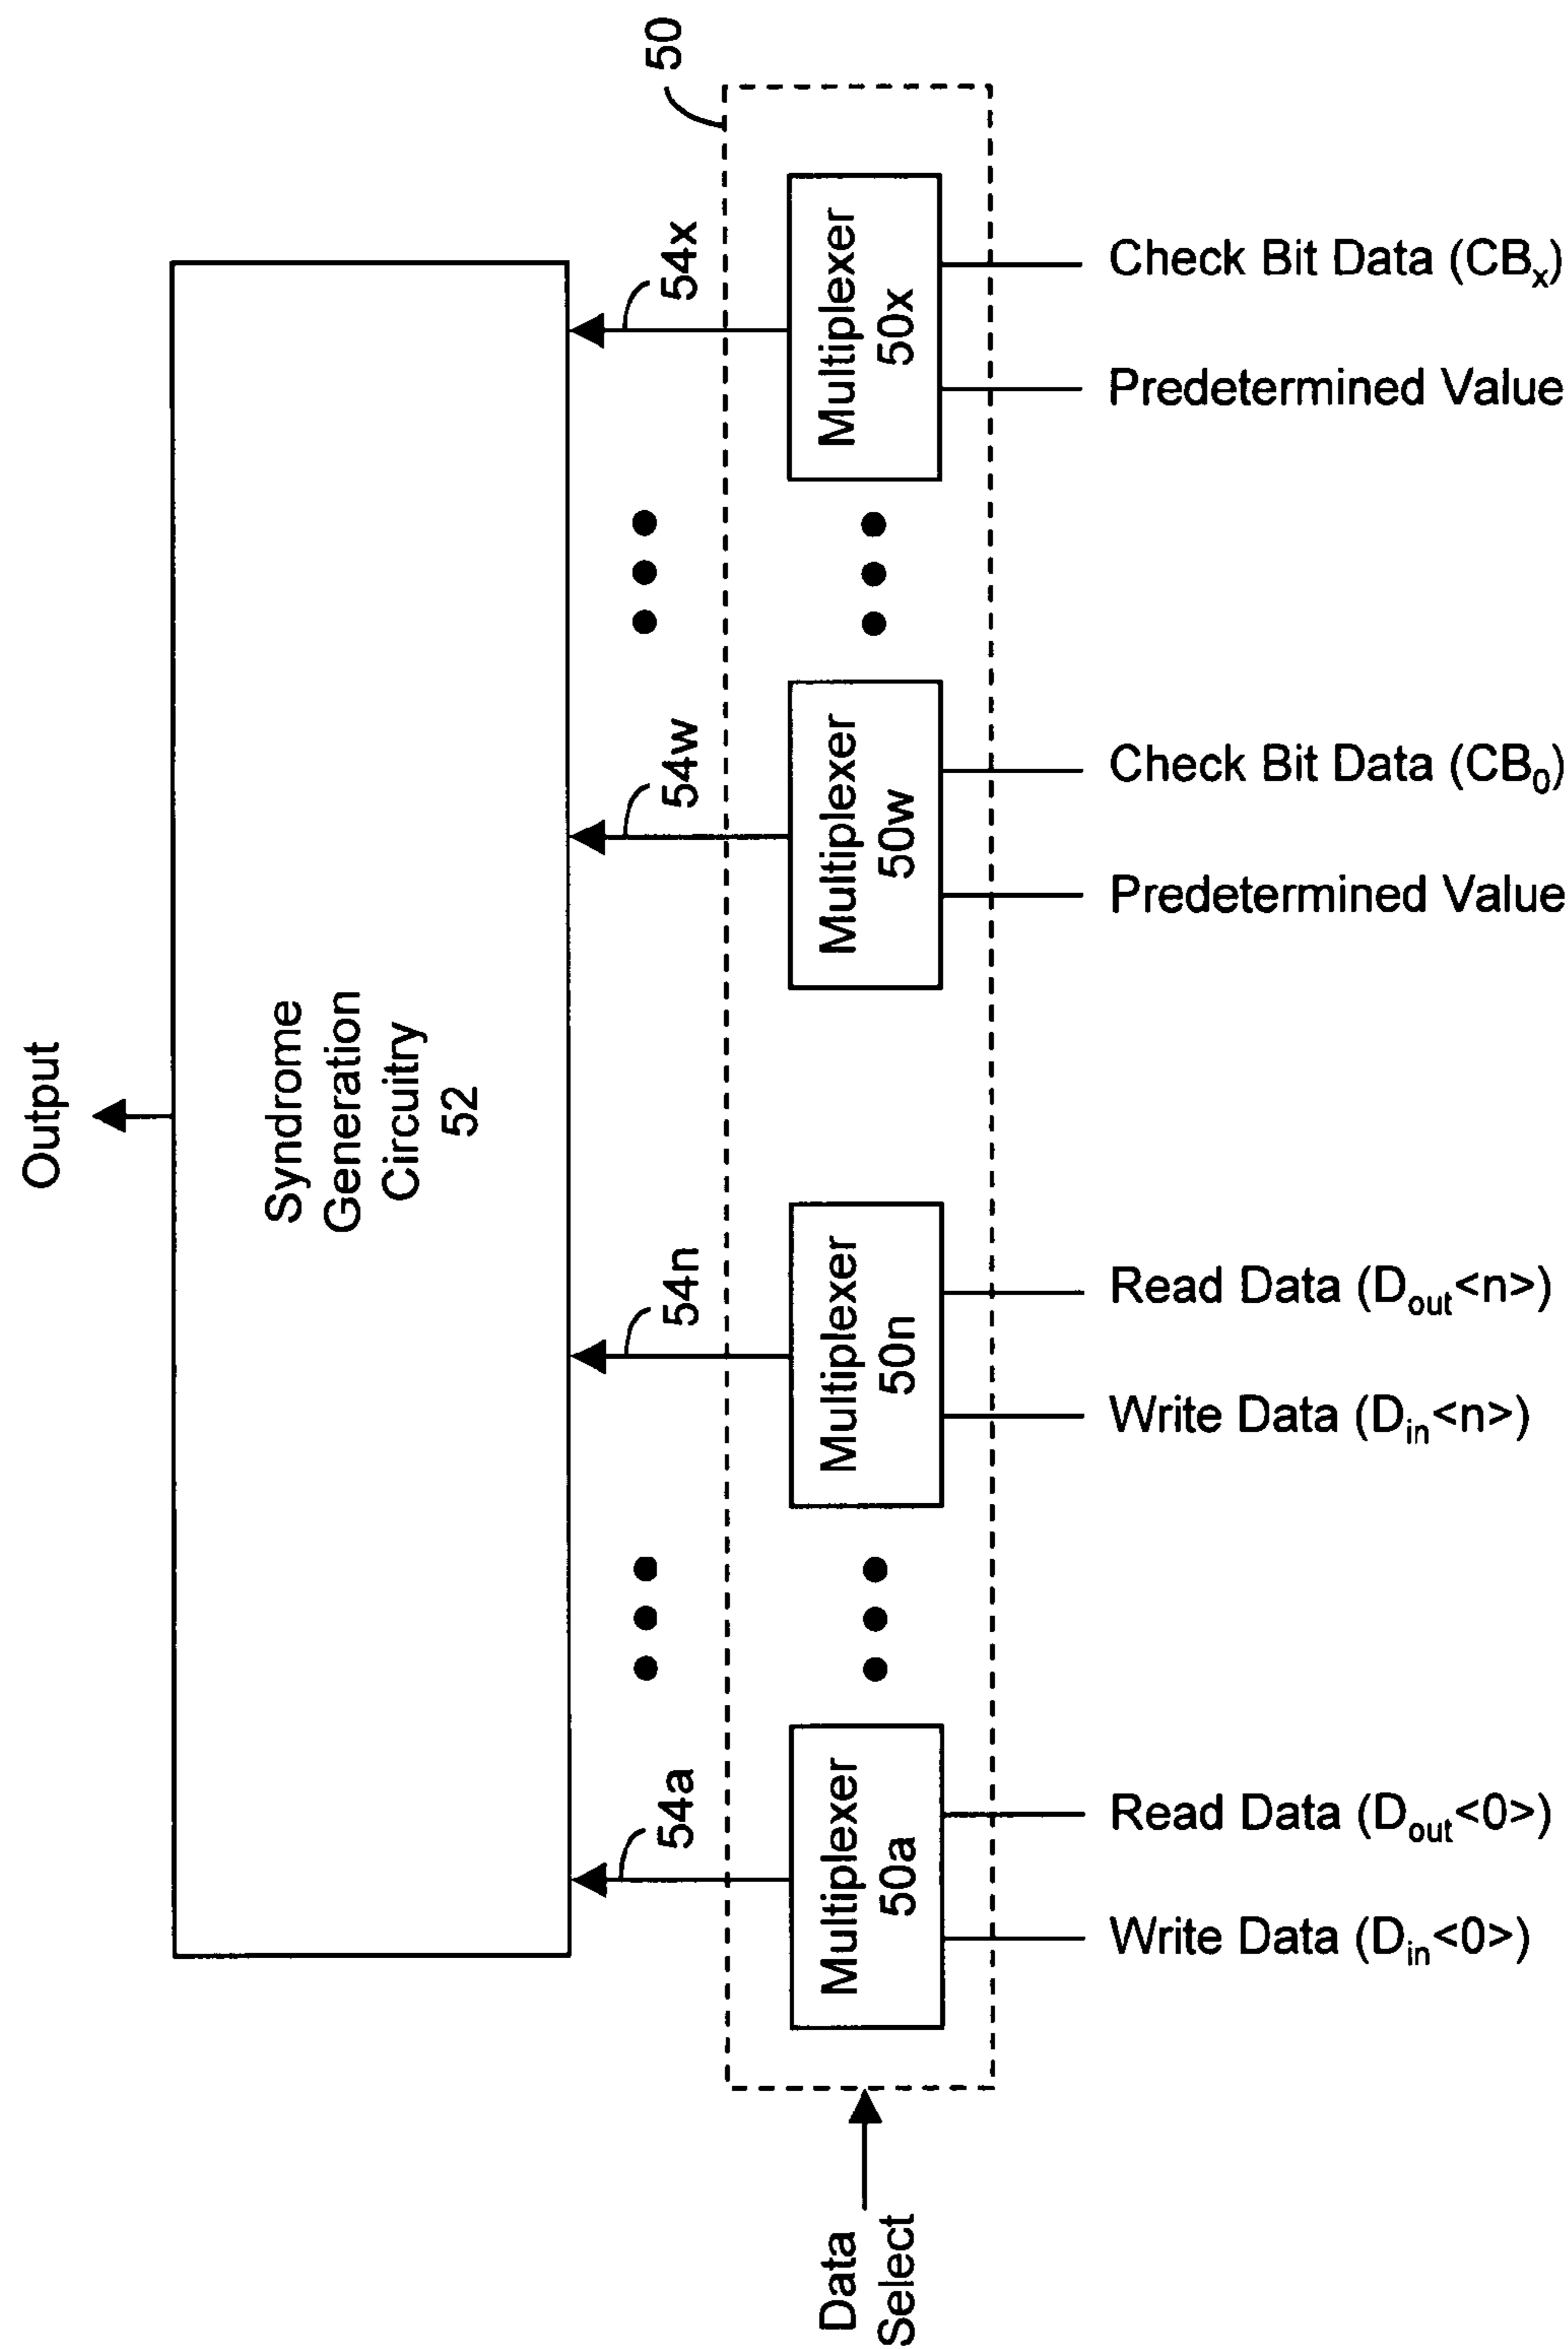 Output
Syndrome
Generation
Circuitry
52
50
54a
54n
54w
54x
Data
Select
Multiplexer
50a
Multiplexer
50n
Multiplexer
50w
Multiplexer
50x
Write Data (Din<0>)
Read Data (Dout<0>)
Write Data (Din<n>)
Read Data (Dout<n>)
Predetermined Value
Check Bit Data (CB0)
Predetermined Value
Check Bit Data (CBx)